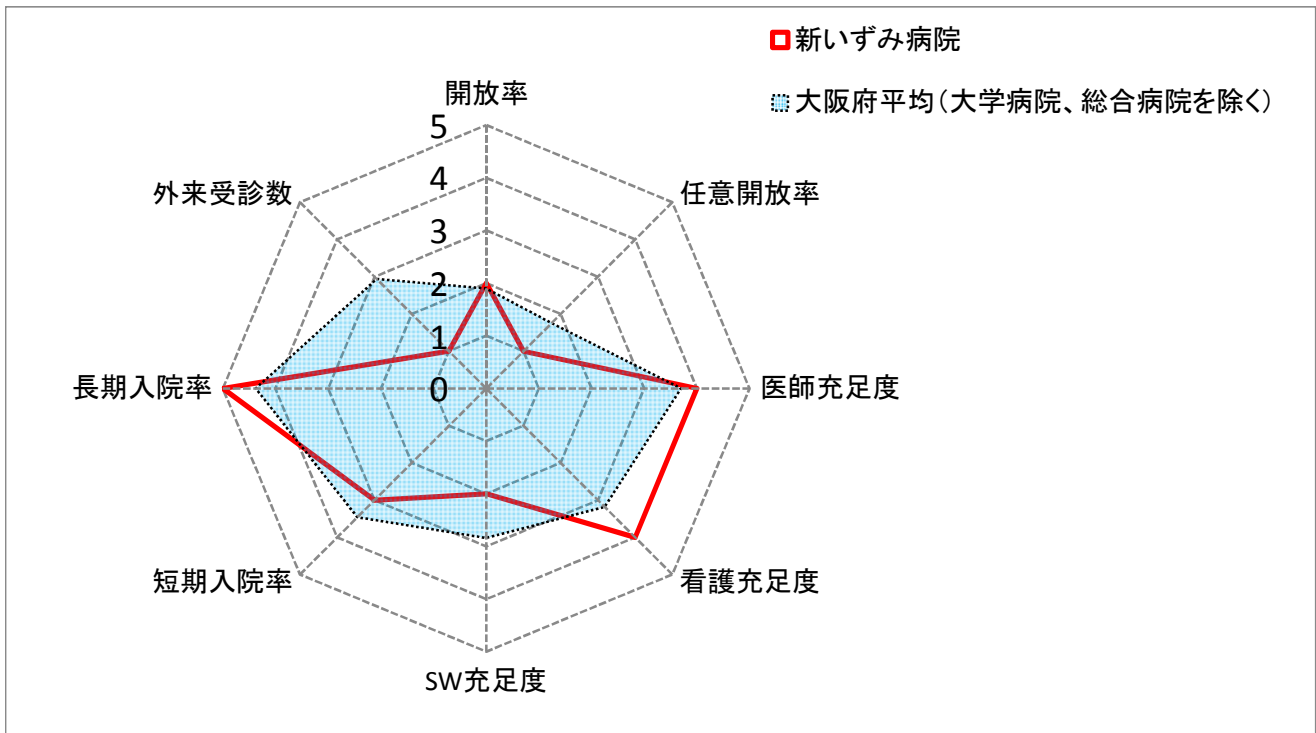 新いずみ病院
大阪府平均(大学病院、総合病院を除く)
開放率
任意開放率
医師充足度
看護充足度
SW充足度
短期入院率
長期入院率
外来受診数
5
4
3
2
1
0